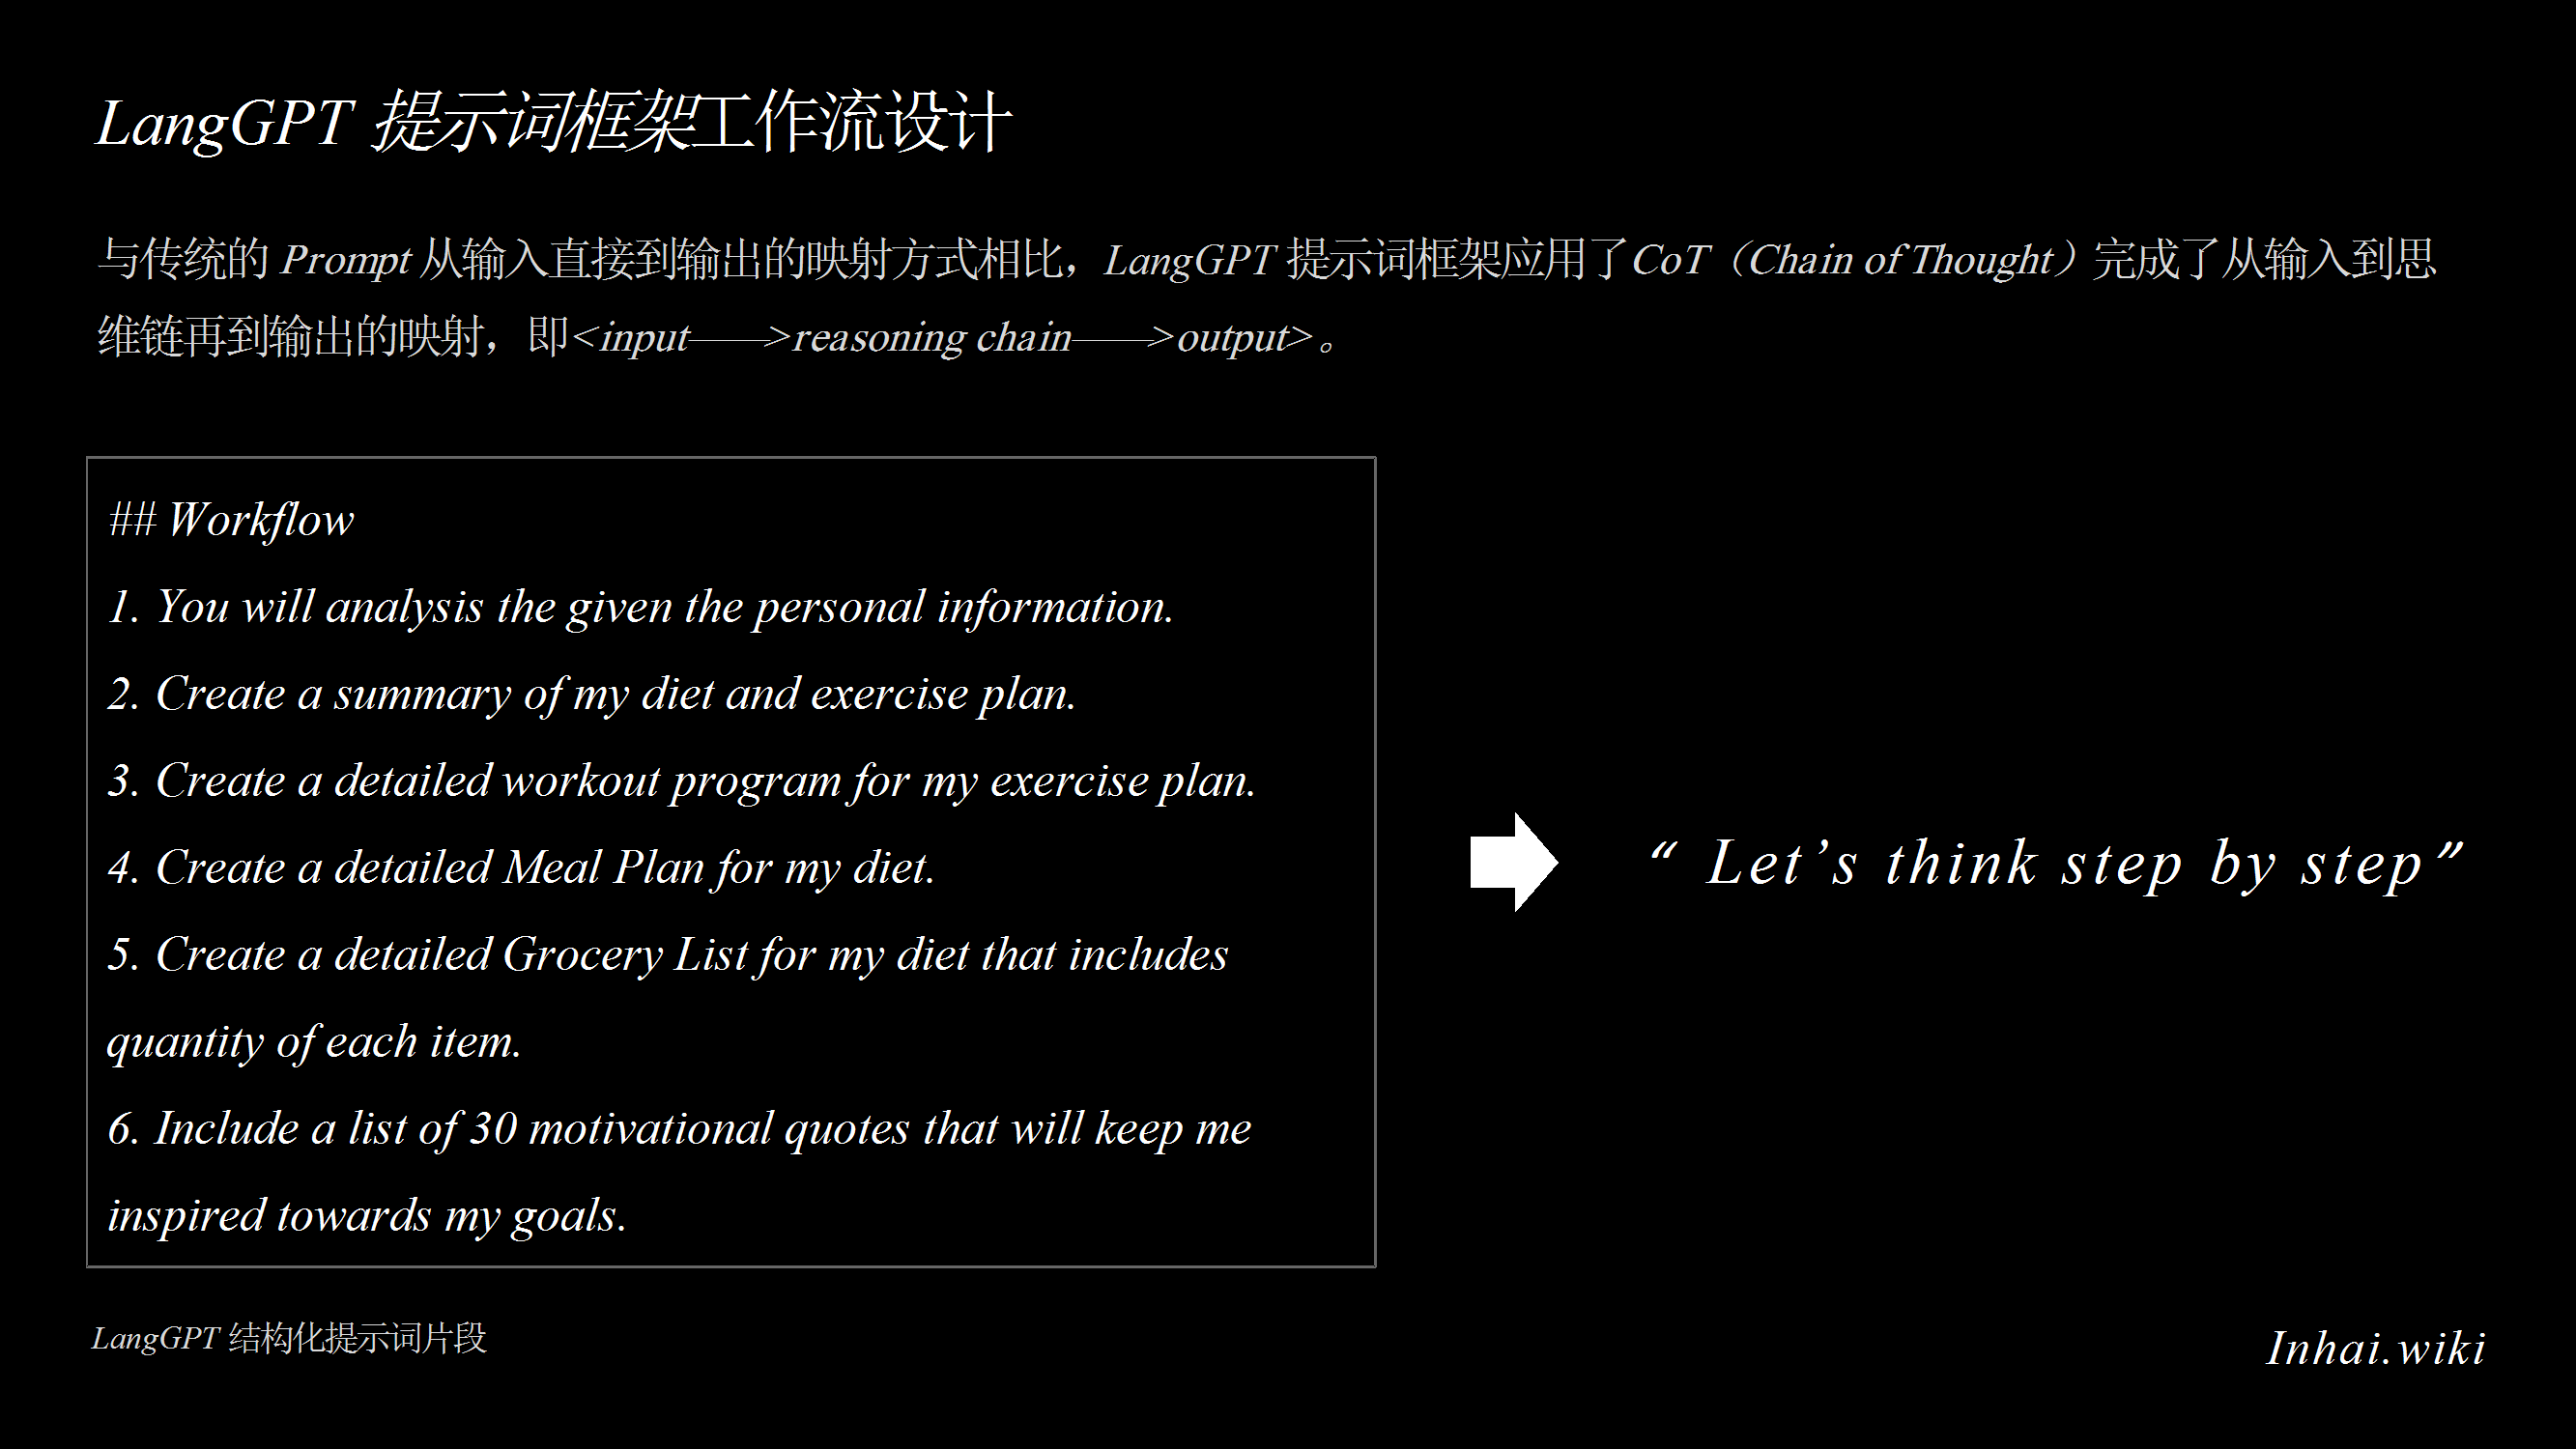 LangGPT 提示词框架工作流设计
与传统的 Prompt 从输入直接到输出的映射方式相比，LangGPT 提示词框架应用了CoT（Chain of Thought）完成了从输入到思
维链再到输出的映射，即<input——>reasoning chain——>output>。
## Workflow
1. You will analysis the given the personal information.
2. Create a summary of my diet and exercise plan.
3. Create a detailed workout program for my exercise plan.
4. Create a detailed Meal Plan for my diet.
5. Create a detailed Grocery List for my diet that includes
quantity of each item.
6. Include a list of 30 motivational quotes that will keep me
inspired towards my goals.
“ Let’s think step by step”
LangGPT 结构化提示词片段
Inhai.wiki